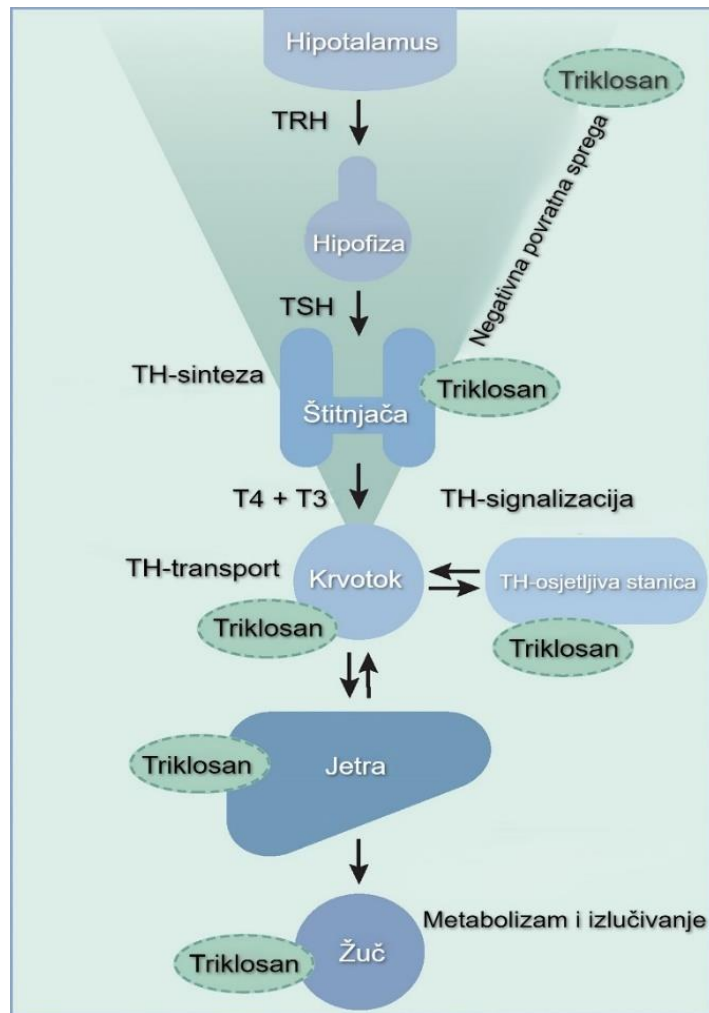 Hipotalamus
Triklosan
TRH
Negativna povratna sprega
Hipofiza
TSH
TH-sinteza
Triklosan
Štitnjača
T4 + T3
TH-signalizacija
TH-transport
Krvotok
TH-osjetljiva stanica
Triklosan
Triklosan
Triklosan
Jetra
Metabolizam i izlučivanje
Žuč
Triklosan